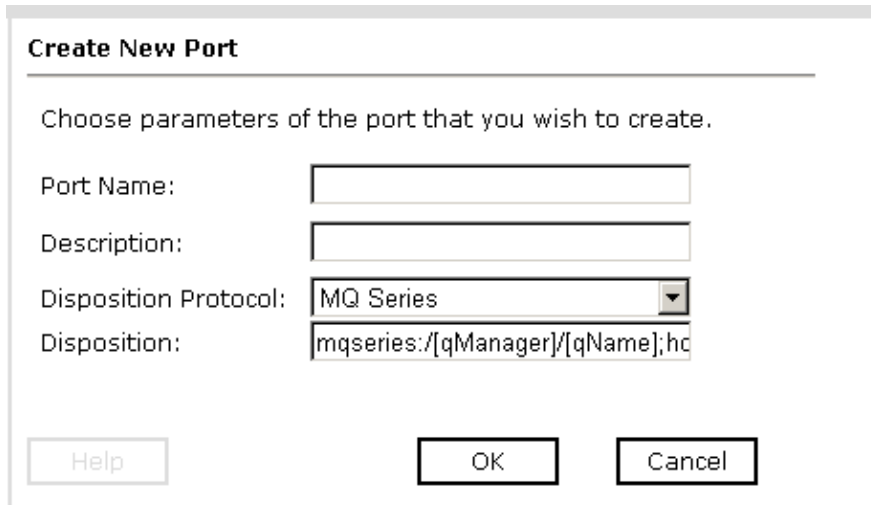 Create New Port
Choose parameters of the port that you wish to create.
Port Name:
Description:
Disposition Protocol: MQ Series
Disposition: mqseries:/[qManager]/[qName];ho
Help OK Cancel